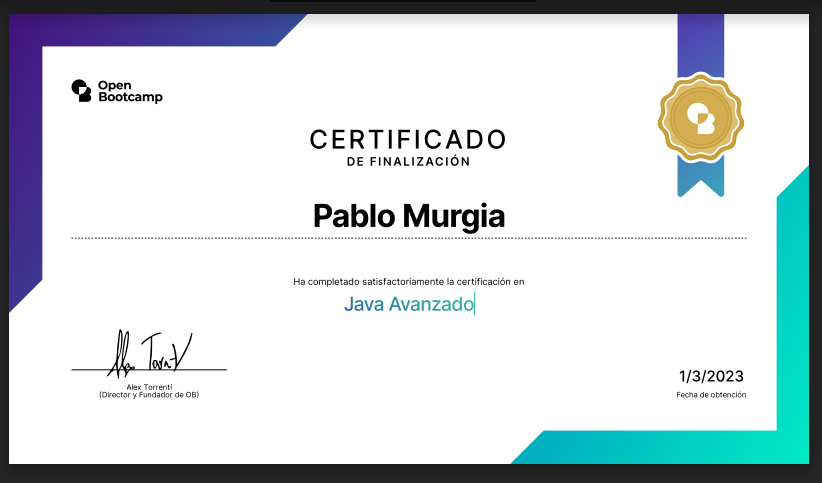 Open
Bootcamp
CERTIFICADO
DE FINALIZACIÓN
Pablo Murgia
Ha completado satisfactoriamente la certificación en
Java Avanzado
Alex Torrenti
(Director y Fundador de OB)
1/3/2023
Fecha de obtención